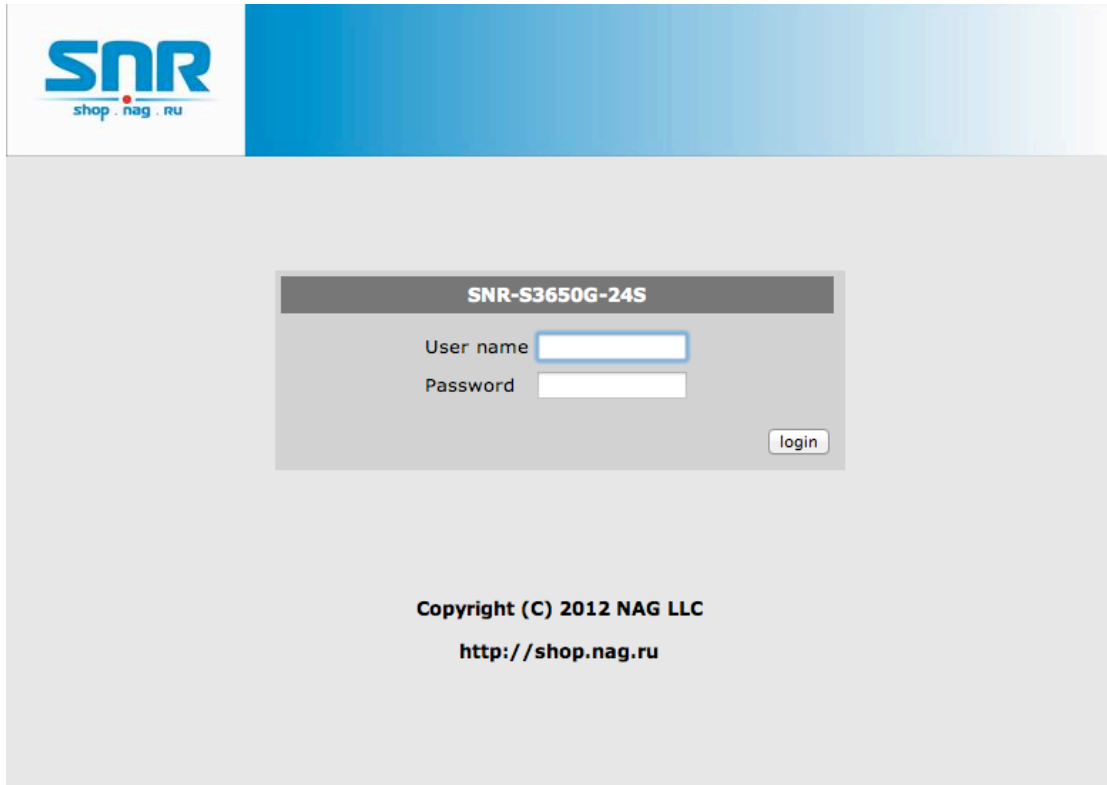 SNR
shop . nag . RU
SNR-S3650G-24S
User name
Password
login
Copyright (C) 2012 NAG LLC
http://shop.nag.ru